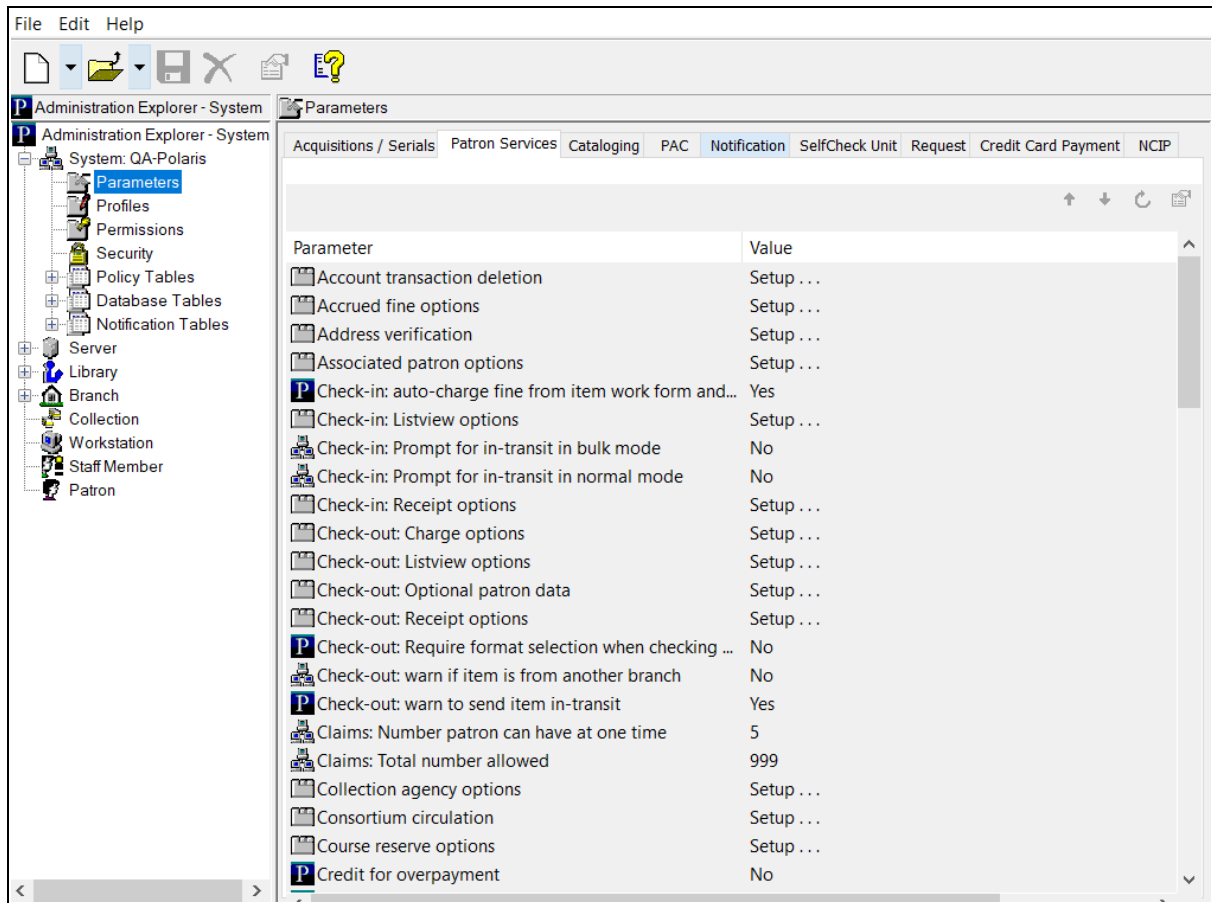 File Edit Help
Administration Explorer - System
Parameters
Administration Explorer - System
System: QA-Polaris
Parameters
Profiles
Permissions
Security
Policy Tables
Database Tables
Notification Tables
Server
Library
Branch
Collection
Workstation
Staff Member
Patron
Acquisitions / Serials Patron Services Cataloging PAC Notification SelfCheck Unit Request Credit Card Payment NCIP
Parameter Value
Account transaction deletion Setup . . .
Accrued fine options Setup . . .
Address verification Setup . . .
Associated patron options Setup . . .
Check-in: auto-charge fine from item work form and... Yes
Check-in: Listview options Setup . . .
Check-in: Prompt for in-transit in bulk mode No
Check-in: Prompt for in-transit in normal mode No
Check-in: Receipt options Setup . . .
Check-out: Charge options Setup . . .
Check-out: Listview options Setup . . .
Check-out: Optional patron data Setup . . .
Check-out: Receipt options Setup . . .
Check-out: Require format selection when checking ... No
Check-out: warn if item is from another branch No
Check-out: warn to send item in-transit Yes
Claims: Number patron can have at one time 5
Claims: Total number allowed 999
Collection agency options Setup . . .
Consortium circulation Setup . . .
Course reserve options Setup . . .
Credit for overpayment No